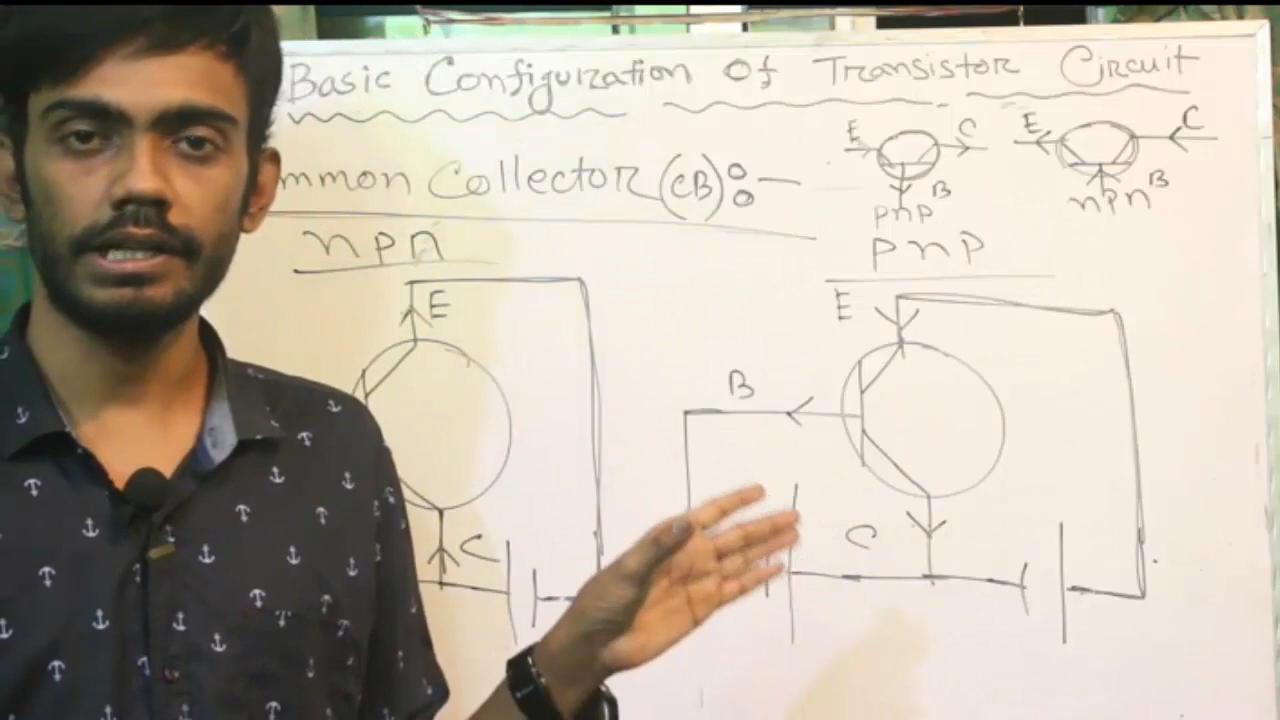 Basic Configuration Of Transistor Circuit
mmon Collector (CB) :-
E C
B
pnp
E C
B
npn
npn
E
C
pnp
E
B
C